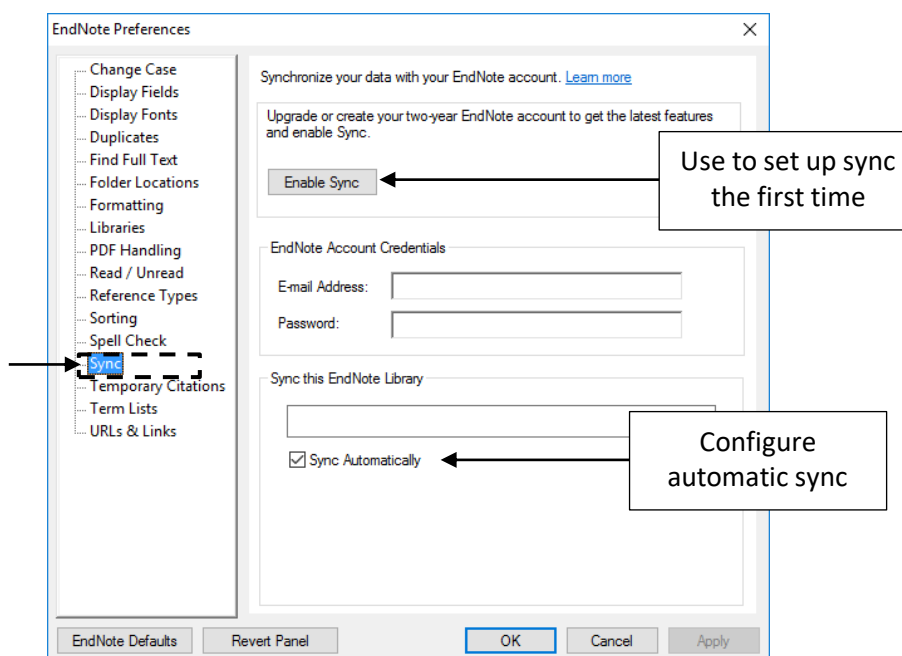 EndNote Preferences
Change Case
Display Fields
Display Fonts
Duplicates
Find Full Text
Folder Locations
Formatting
Libraries
PDF Handling
Read / Unread
Reference Types
Sorting
Spell Check
Sync
Temporary Citations
Term Lists
URLs & Links
Synchronize your data with your EndNote account. Learn more
Upgrade or create your two-year EndNote account to get the latest features
and enable Sync.
Enable Sync
Use to set up sync
the first time
EndNote Account Credentials
E-mail Address:
Password:
Sync this EndNote Library
Sync Automatically
Configure
automatic sync
EndNote Defaults
Revert Panel
OK
Cancel
Apply